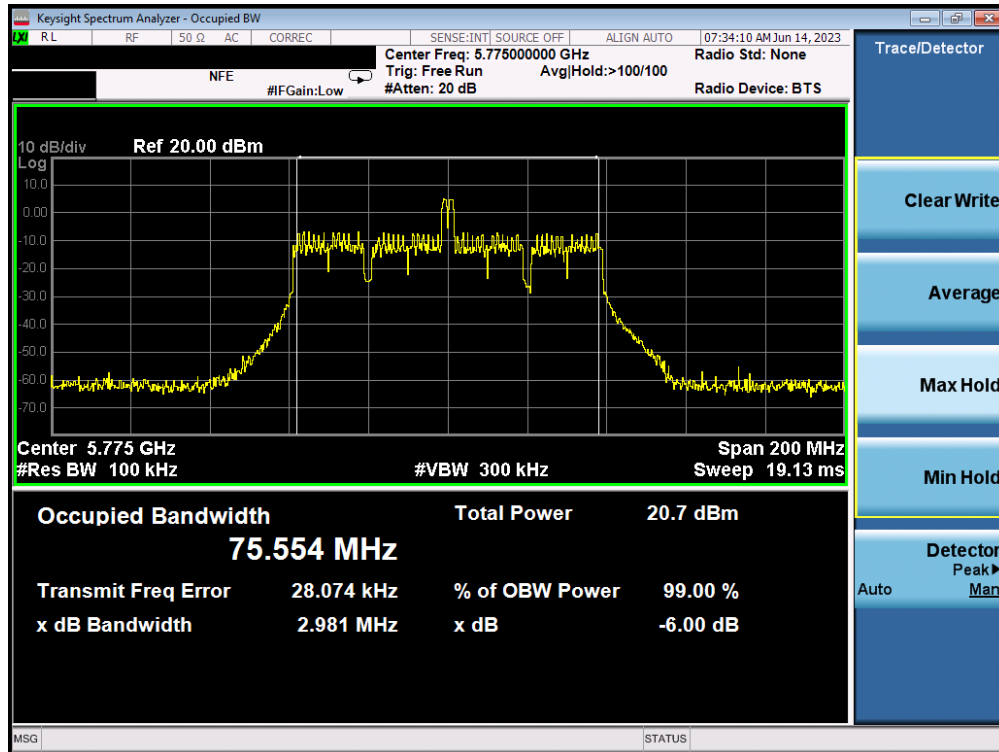 Keysight Spectrum Analyzer - Occupied BW
LXI RL RF 50 Ω AC CORREC SENSE:INT SOURCE OFF ALIGN AUTO 07:34:10 AM Jun 14, 2023
Center Freq: 5.775000000 GHz Radio Std: None
NFE Trig: Free Run Avg|Hold:>100/100
#IFGain:Low #Atten: 20 dB Radio Device: BTS
Trace/Detector
10 dB/div Ref 20.00 dBm
Log
10.0
0.00
-10.0
-20.0
-30.0
-40.0
-50.0
-60.0
-70.0
Center 5.775 GHz Span 200 MHz
#Res BW 100 kHz #VBW 300 kHz Sweep 19.13 ms
Occupied Bandwidth Total Power 20.7 dBm
75.554 MHz
Transmit Freq Error 28.074 kHz % of OBW Power 99.00 %
x dB Bandwidth 2.981 MHz x dB -6.00 dB
Clear Write
Average
Max Hold
Min Hold
Detector
Peak▶
Auto Man
MSG STATUS